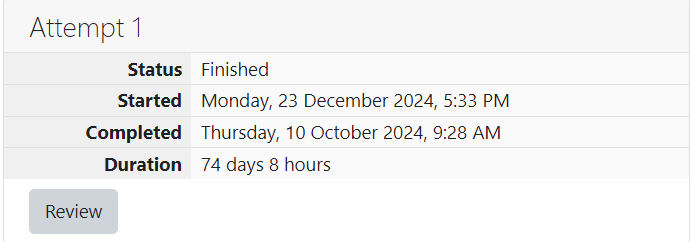 Attempt 1
Status Finished
Started Monday, 23 December 2024, 5:33 PM
Completed Thursday, 10 October 2024, 9:28 AM
Duration 74 days 8 hours
Review